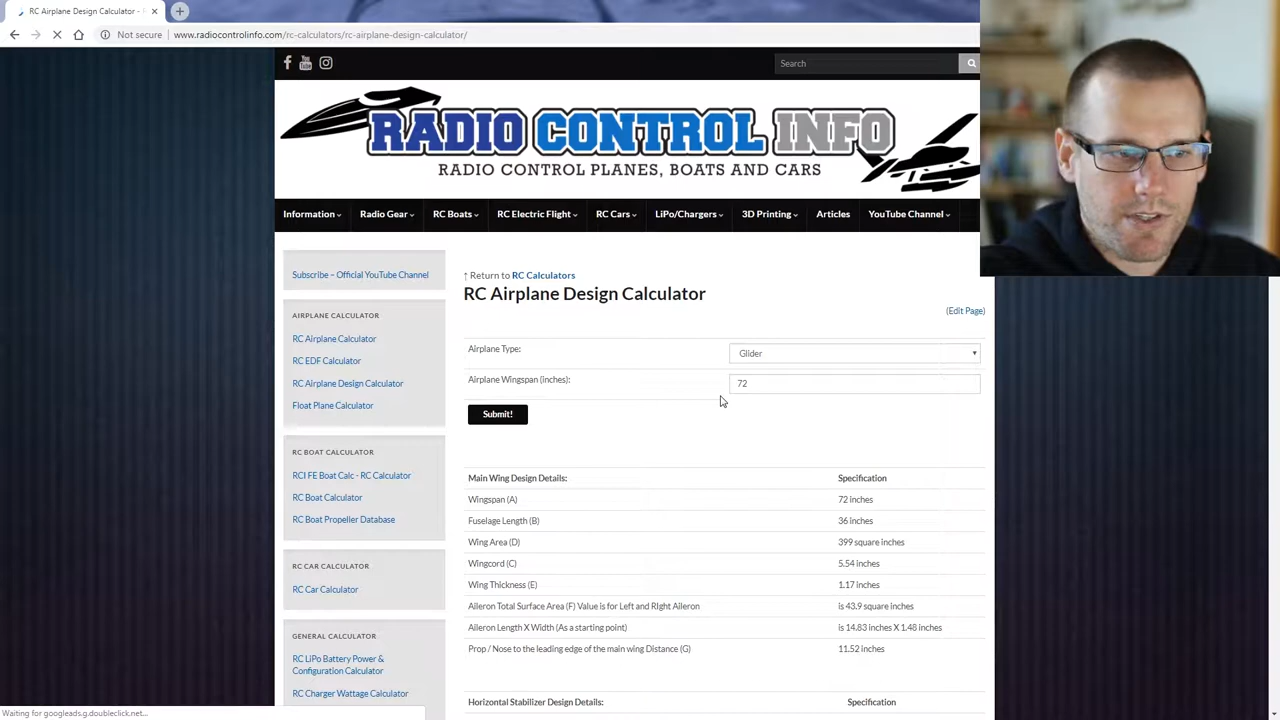 RC Airplane Design Calculator -
Not secure
www.radiocontrolinfo.com/rc-calculators/rc-airplane-design-calculator/
Search
RADIO CONTROL INFO
RADIO CONTROL PLANES, BOATS AND CARS
Information
Radio Gear
RC Boats
RC Electric Flight
RC Cars
LiPo/Chargers
3D Printing
Articles
YouTube Channel
Subscribe – Official YouTube Channel
AIRPLANE CALCULATOR
RC Airplane Calculator
RC EDF Calculator
RC Airplane Design Calculator
Float Plane Calculator
RC BOAT CALCULATOR
RCI FE Boat Calc - RC Calculator
RC Boat Calculator
RC Boat Propeller Database
RC CAR CALCULATOR
RC Car Calculator
GENERAL CALCULATOR
RC LiPo Battery Power &
Configuration Calculator
RC Charger Wattage Calculator
↑ Return to RC Calculators
RC Airplane Design Calculator
(Edit Page)
Airplane Type: Glider
Airplane Wingspan (inches): 72
Submit!
Main Wing Design Details: Specification
Wingspan (A) 72 inches
Fuselage Length (B) 36 inches
Wing Area (D) 399 square inches
Wingcord (C) 5.54 inches
Wing Thickness (E) 1.17 inches
Aileron Total Surface Area (F) Value is for Left and RIght Aileron is 43.9 square inches
Aileron Length X Width (As a starting point) is 14.83 inches X 1.48 inches
Prop / Nose to the leading edge of the main wing Distance (G) 11.52 inches
Horizontal Stabilizer Design Details: Specification
Waiting for googleads.g.doubleclick.net...